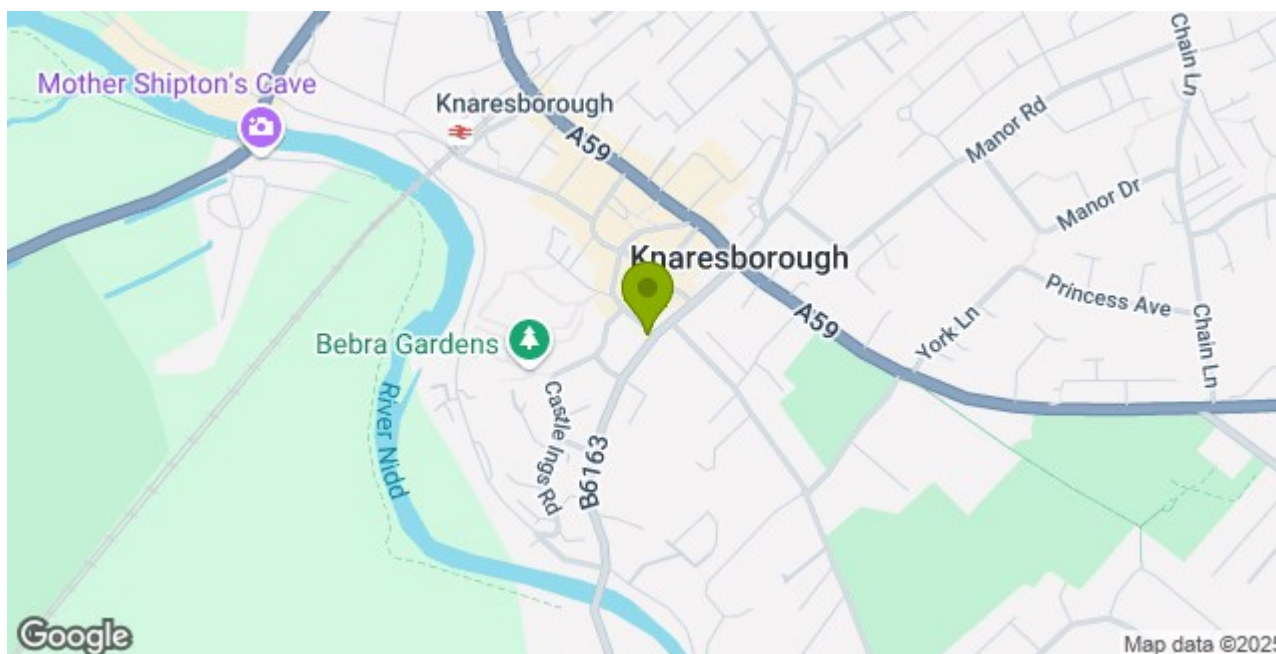 Mother Shipton's Cave
Knaresborough
A59
Chain Ln
Manor Rd
Manor Dr
Knaresborough
Princess Ave
A59
York Ln
Chain Ln
Bebra Gardens
River Nidd
Castle Ings Rd
B6163
Google
Map data ©2025